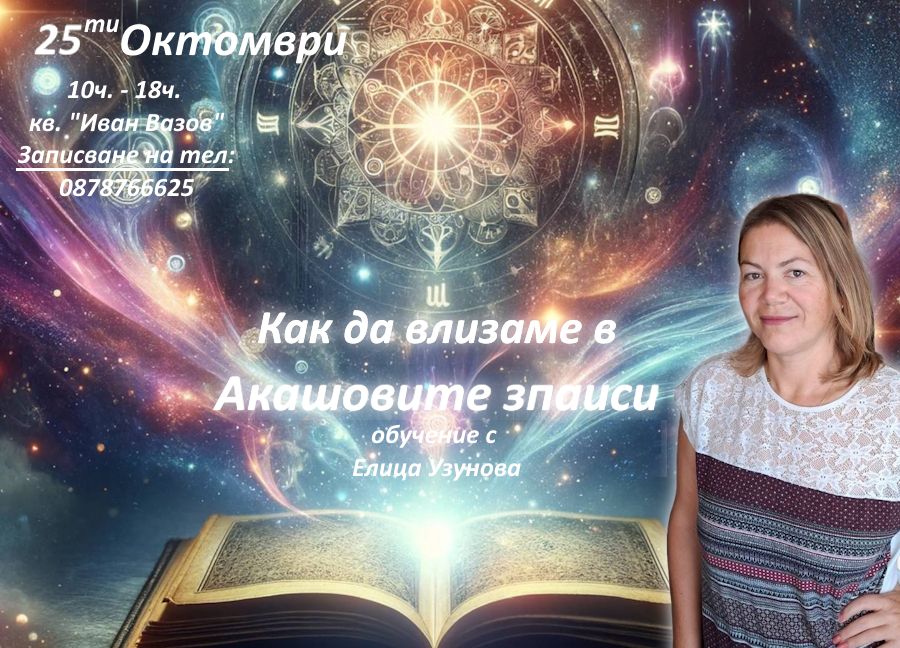 25ти Октомври
10ч. - 18ч.
кв. "Иван Вазов"
Записване на тел:
0878766625
Как да влизаме в
Акашовите зпаиси
обучение с
Елица Узунова